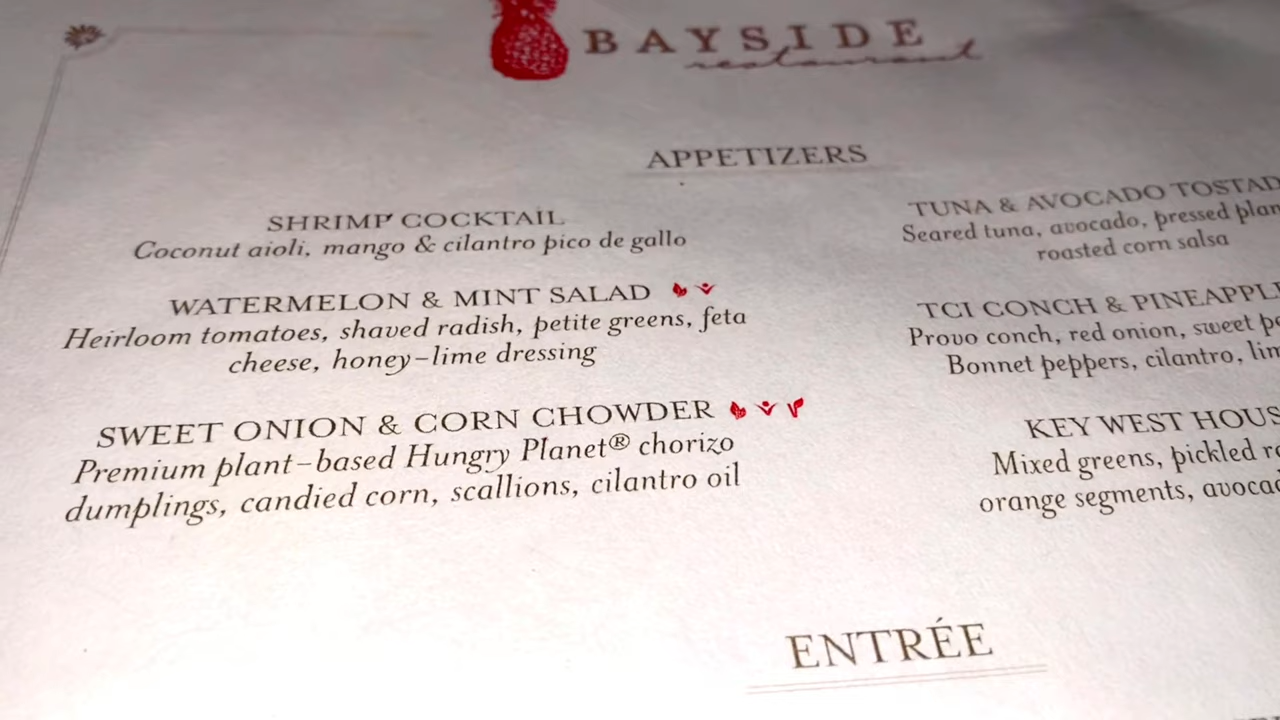 BAYSIDE
restaurant
APPETIZERS
SHRIMP COCKTAIL
Coconut aioli, mango & cilantro pico de gallo
WATERMELON & MINT SALAD
Heirloom tomatoes, shaved radish, petite greens, feta
cheese, honey-lime dressing
SWEET ONION & CORN CHOWDER
Premium plant-based Hungry Planet® chorizo
dumplings, candied corn, scallions, cilantro oil
TUNA & AVOCADO
Seared tuna, avocado, pressed
roasted corn salsa
TCI CONCH & PINEAPPLE
Provo conch, red onion, sweet
Bonnet peppers, cilantro,
KEY WEST
Mixed greens, pickled
orange segments,
ENTRÉE